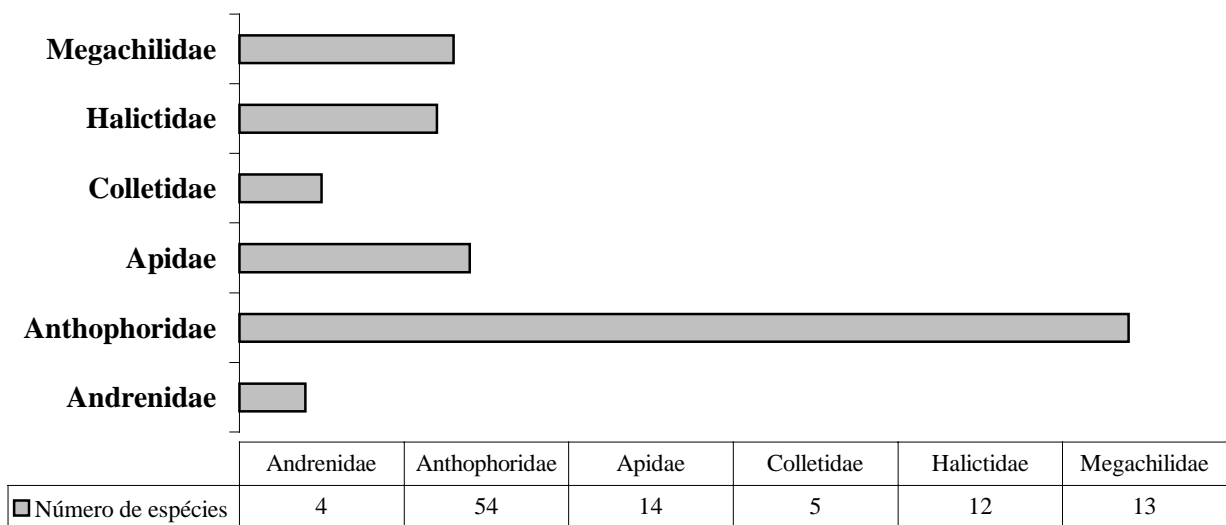 Megachilidae
Halictidae
Colletidae
Apidae
Anthophoridae
Andrenidae
Andrenidae Anthophoridae Apidae Colletidae Halictidae Megachilidae
Número de espécies 4 54 14 5 12 13